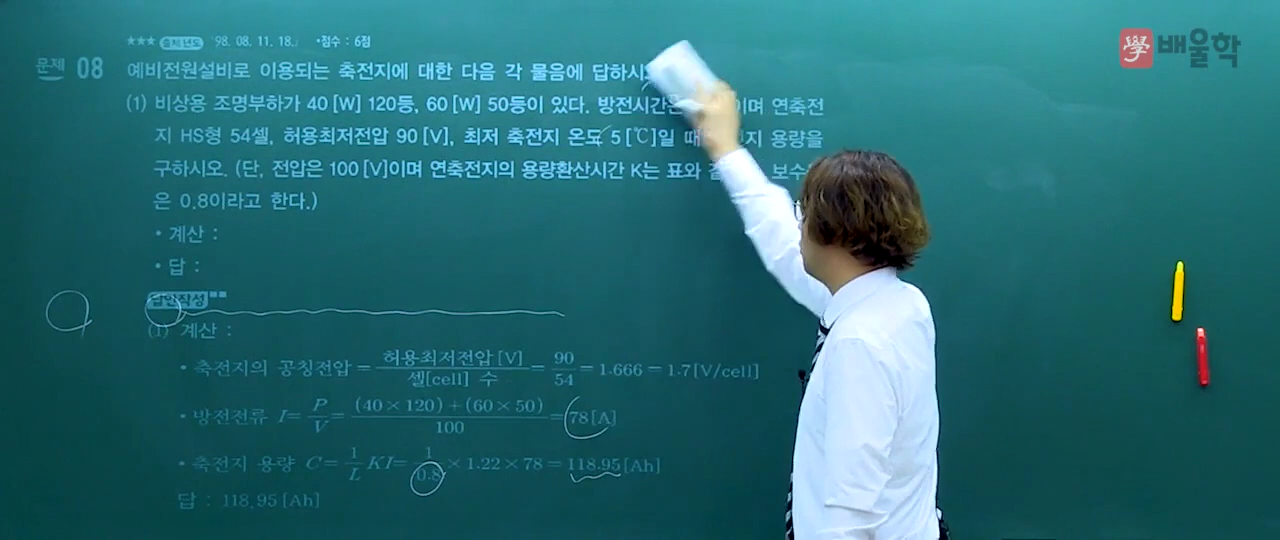 배울학
★★★ 출제년도 '98. 08. 11. 18. •점수 : 6점
문제 08 예비전원설비로 이용되는 축전지에 대한 다음 각 물음에 답하시
(1) 비상용 조명부하가 40 [W] 120등, 60 [W] 50등이 있다. 방전시간은 이며 연축전
지 HS형 54셀, 허용최저전압 90 [V], 최저 축전지 온도 5 [℃]일 때 지 용량을
구하시오. (단, 전압은 100 [V]이며 연축전지의 용량환산시간 K는 표와 보수
은 0.8이라고 한다.)
• 계산 :
• 답 :
답안작성
(1) 계산 :
• 축전지의 공칭전압 = 허용최저전압 [V] / 셀[cell] 수 = 90 / 54 = 1.666 = 1.7 [V/cell]
• 방전전류 I = P / V = (40×120)+(60×50) / 100 = 78 [A]
• 축전지 용량 C = 1 / L KI = 1 / 0.8 × 1.22 × 78 = 118.95 [Ah]
답 : 118.95 [Ah]